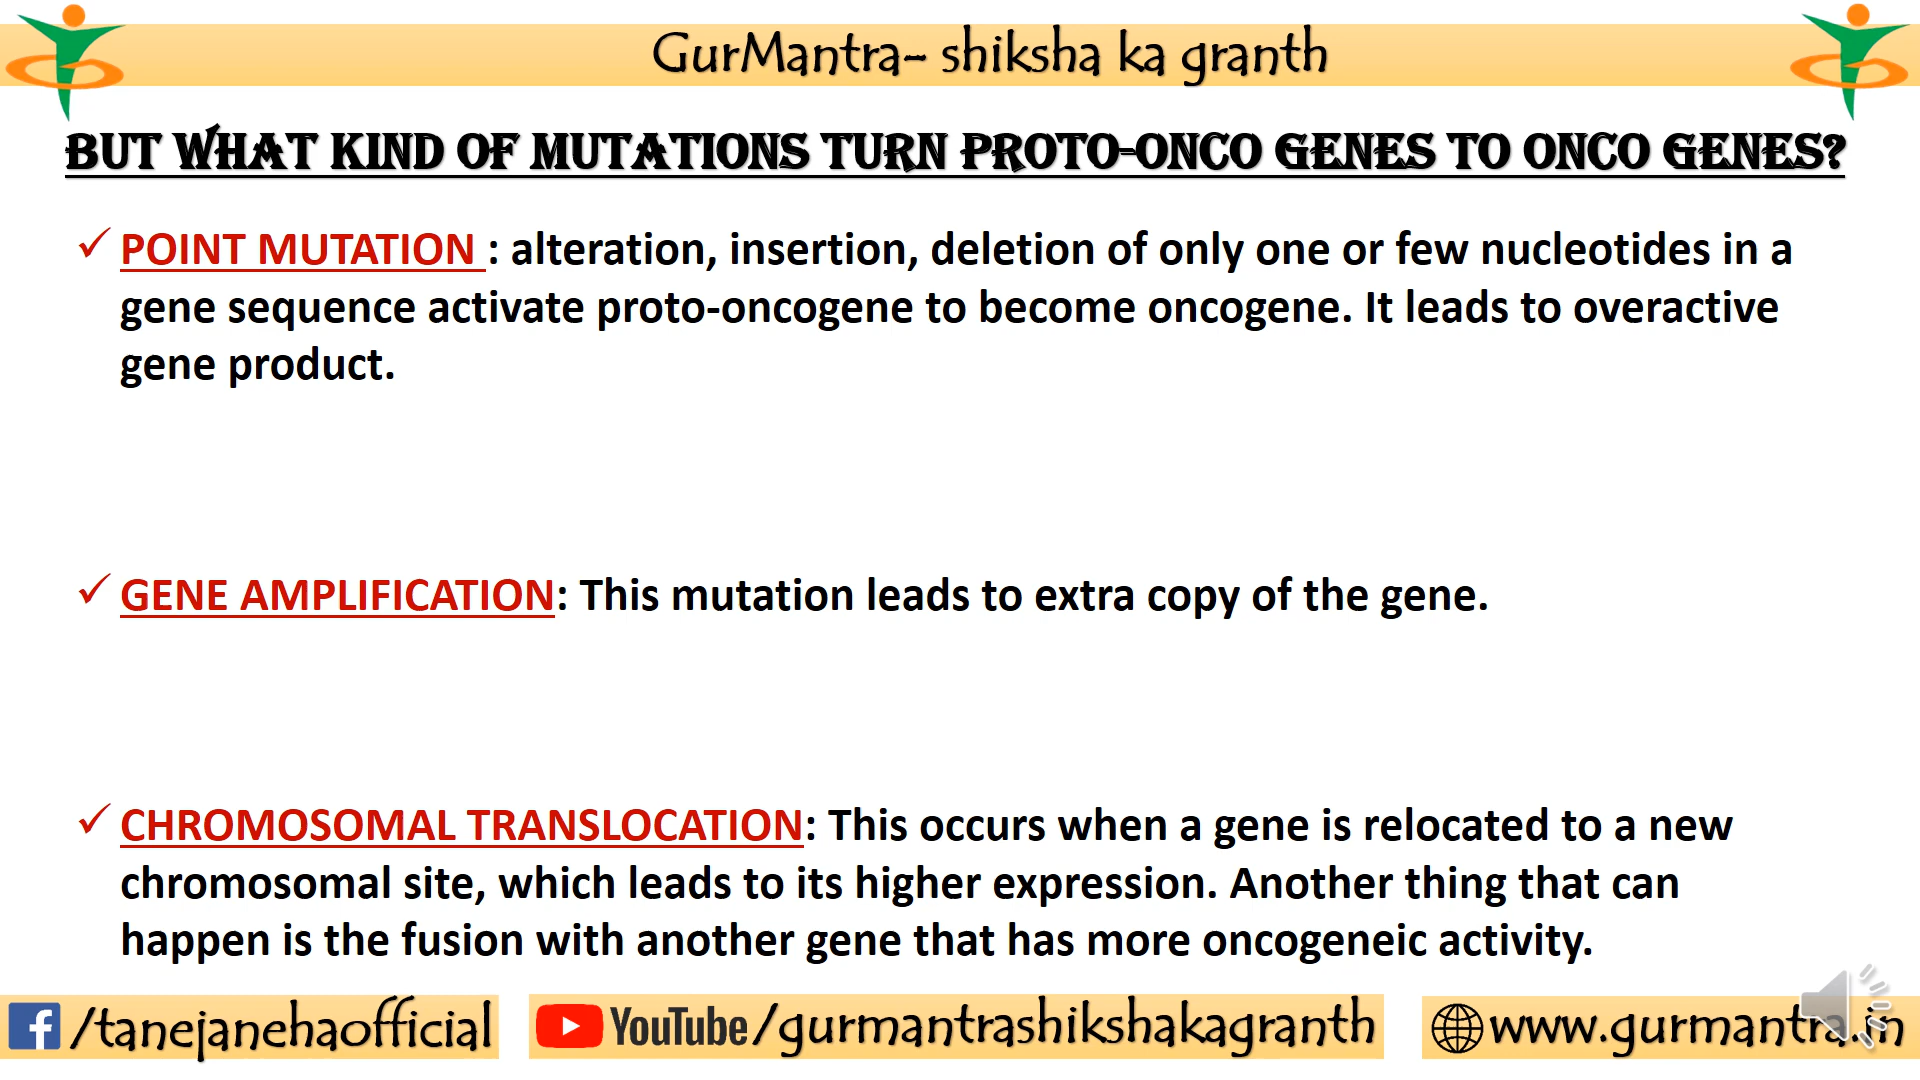 GurMantra- shiksha ka granth
BUT WHAT KIND OF MUTATIONS TURN PROTO-ONCO GENES TO ONCO GENES?
✓ POINT MUTATION : alteration, insertion, deletion of only one or few nucleotides in a
gene sequence activate proto-oncogene to become oncogene. It leads to overactive
gene product.
✓ GENE AMPLIFICATION: This mutation leads to extra copy of the gene.
✓ CHROMOSOMAL TRANSLOCATION: This occurs when a gene is relocated to a new
chromosomal site, which leads to its higher expression. Another thing that can
happen is the fusion with another gene that has more oncogeneic activity.
f /tanejanehaofficial
YouTube /gurmantrashikshakagranth
www.gurmantra.in